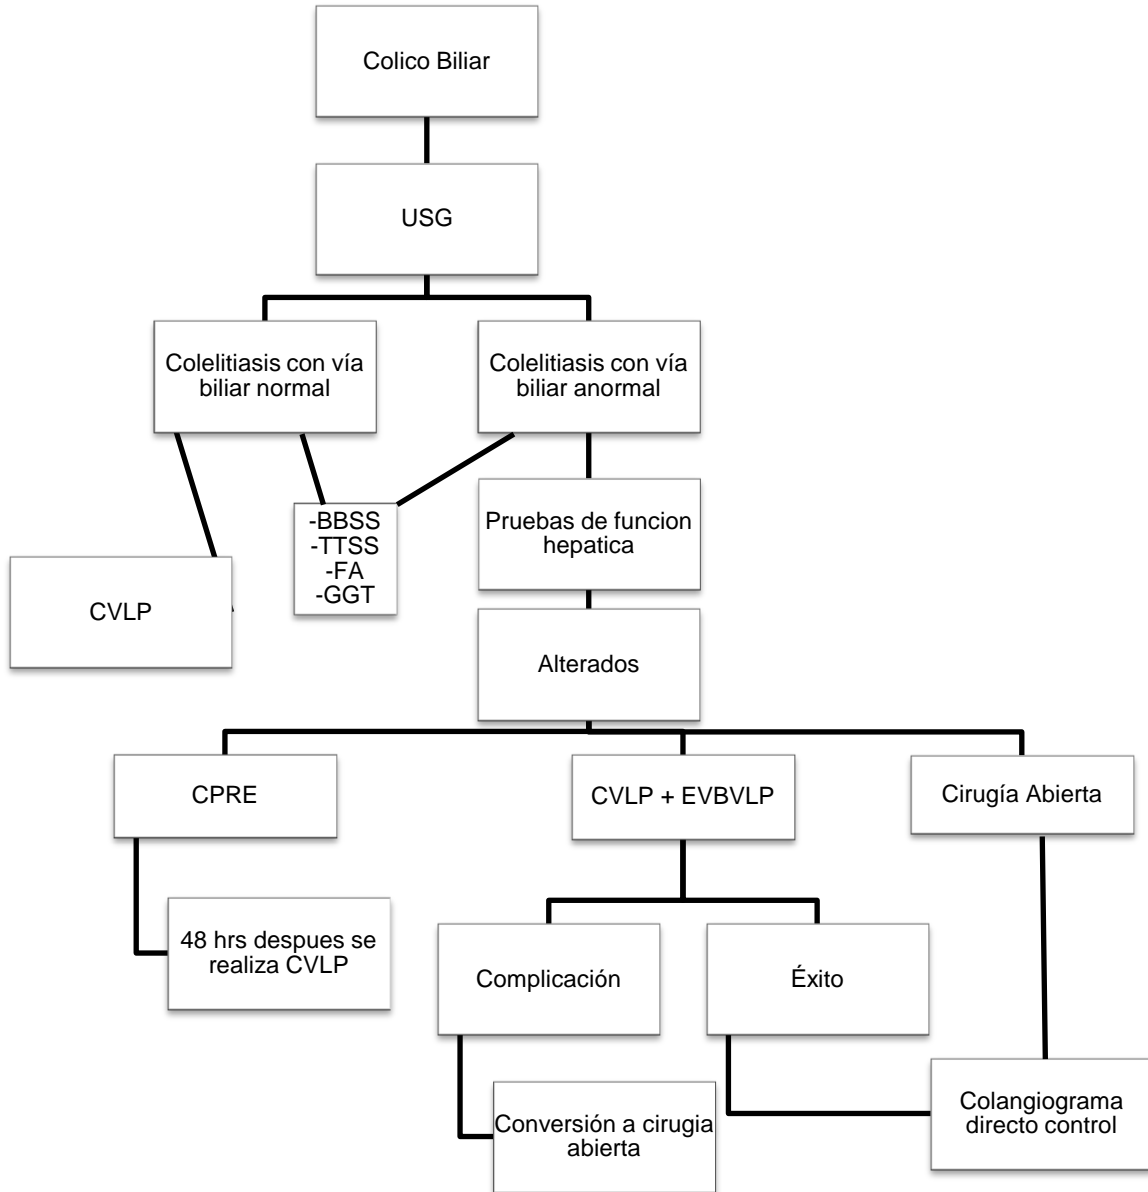 Colico Biliar
USG
Colelitiasis con vía
biliar normal
Colelitiasis con vía
biliar anormal
-BBSS
-TTSS
-FA
-GGT
Pruebas de funcion
hepatica
CVLP
Alterados
CPRE
CVLP + EVBVLP
Cirugía Abierta
48 hrs despues se
realiza CVLP
Complicación
Éxito
Conversión a cirugia
abierta
Colangiograma
directo control